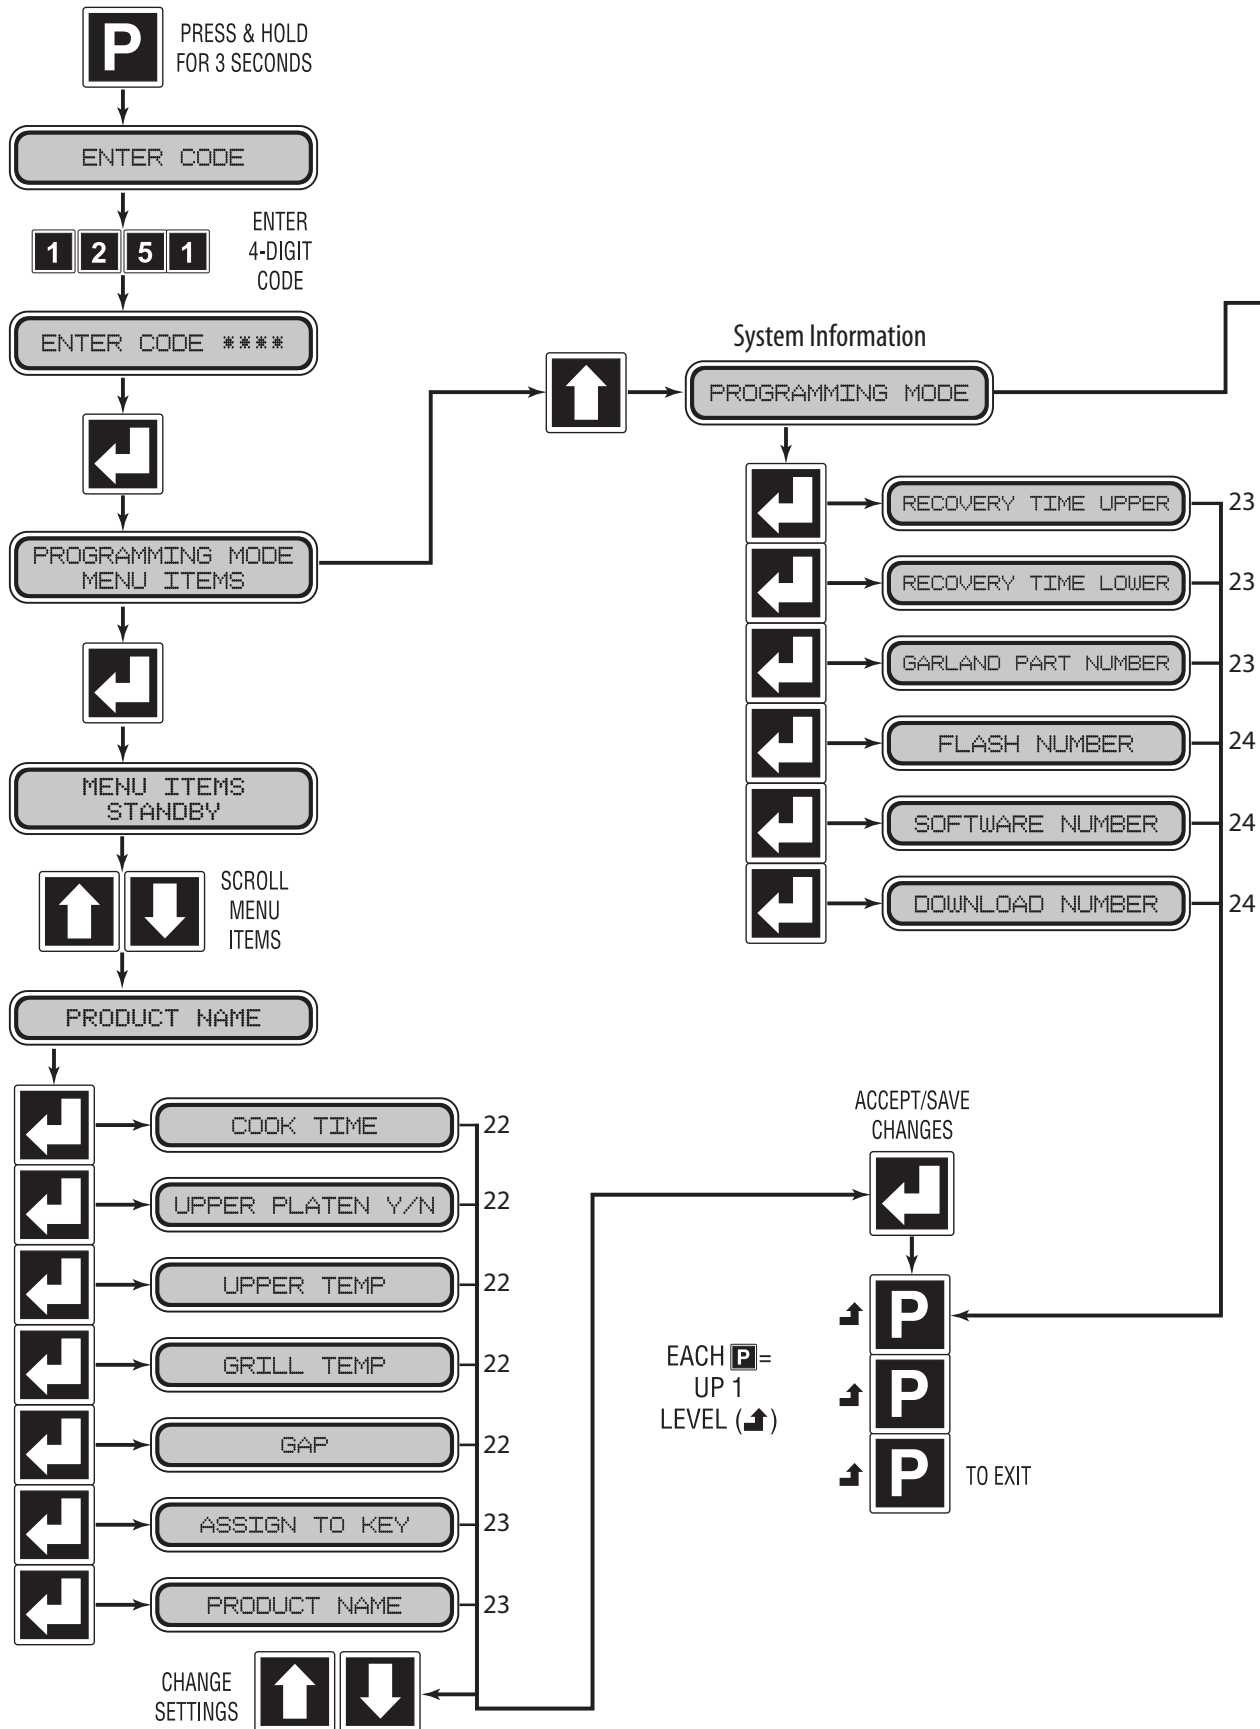 P
PRESS & HOLD
FOR 3 SECONDS
ENTER CODE
1 2 5 1
ENTER
4-DIGIT
CODE
ENTER CODE ****
PROGRAMMING MODE
MENU ITEMS
MENU ITEMS
STANDBY
SCROLL
MENU
ITEMS
PRODUCT NAME
COOK TIME 22
UPPER PLATEN Y/N 22
UPPER TEMP 22
GRILL TEMP 22
GAP 22
ASSIGN TO KEY 23
PRODUCT NAME 23
CHANGE
SETTINGS
System Information
PROGRAMMING MODE
RECOVERY TIME UPPER 23
RECOVERY TIME LOWER 23
GARLAND PART NUMBER 23
FLASH NUMBER 24
SOFTWARE NUMBER 24
DOWNLOAD NUMBER 24
ACCEPT/SAVE
CHANGES
P
P
P TO EXIT
EACH P =
UP 1
LEVEL ( )